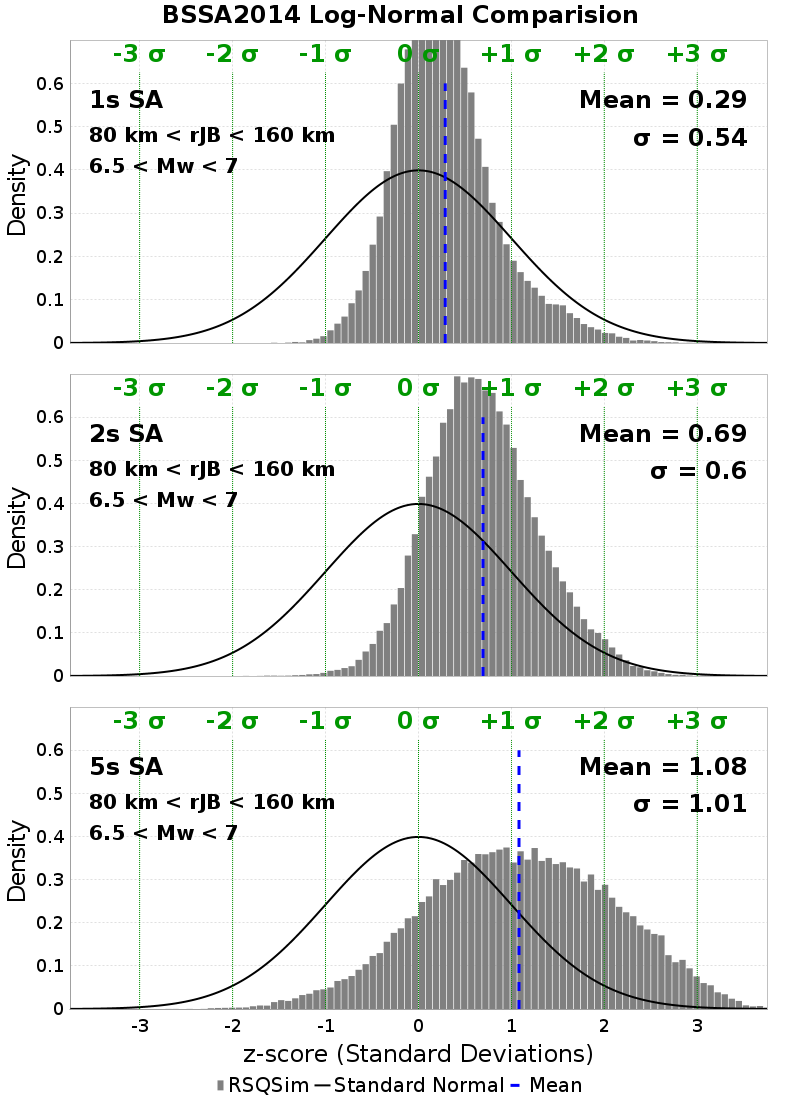 BSSA2014 Log-Normal Comparision
-3 σ -2 σ -1 σ 0 σ +1 σ +2 σ +3 σ
1s SA
80 km < rJB < 160 km
6.5 < Mw < 7
Mean = 0.29
σ = 0.54
Density
0.6
0.5
0.4
0.3
0.2
0.1
0
-3 σ -2 σ -1 σ 0 σ +1 σ +2 σ +3 σ
2s SA
80 km < rJB < 160 km
6.5 < Mw < 7
Mean = 0.69
σ = 0.6
Density
0.6
0.5
0.4
0.3
0.2
0.1
0
-3 σ -2 σ -1 σ 0 σ +1 σ +2 σ +3 σ
5s SA
80 km < rJB < 160 km
6.5 < Mw < 7
Mean = 1.08
σ = 1.01
Density
0.6
0.5
0.4
0.3
0.2
0.1
0
-3 -2 -1 0 1 2 3
z-score (Standard Deviations)
RSQSim Standard Normal Mean